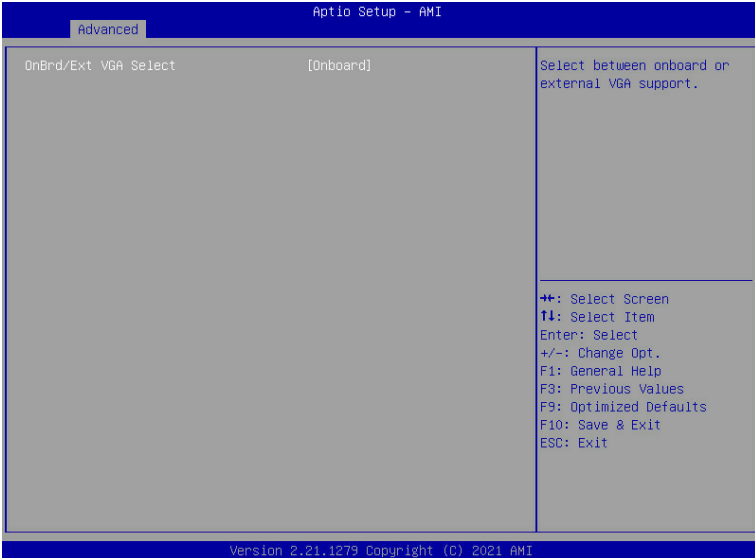 Aptio Setup – AMI
Advanced
OnBrd/Ext VGA Select [Onboard]
Select between onboard or
external VGA support.
→←: Select Screen
↑↓: Select Item
Enter: Select
+/-: Change Opt.
F1: General Help
F3: Previous Values
F9: Optimized Defaults
F10: Save & Exit
ESC: Exit
Version 2.21.1279 Copyright (C) 2021 AMI